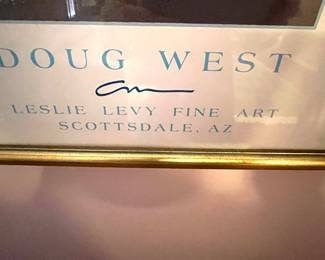 DOUG WEST
LESLIE LEVY FINE ART
SCOTTSDALE, AZ